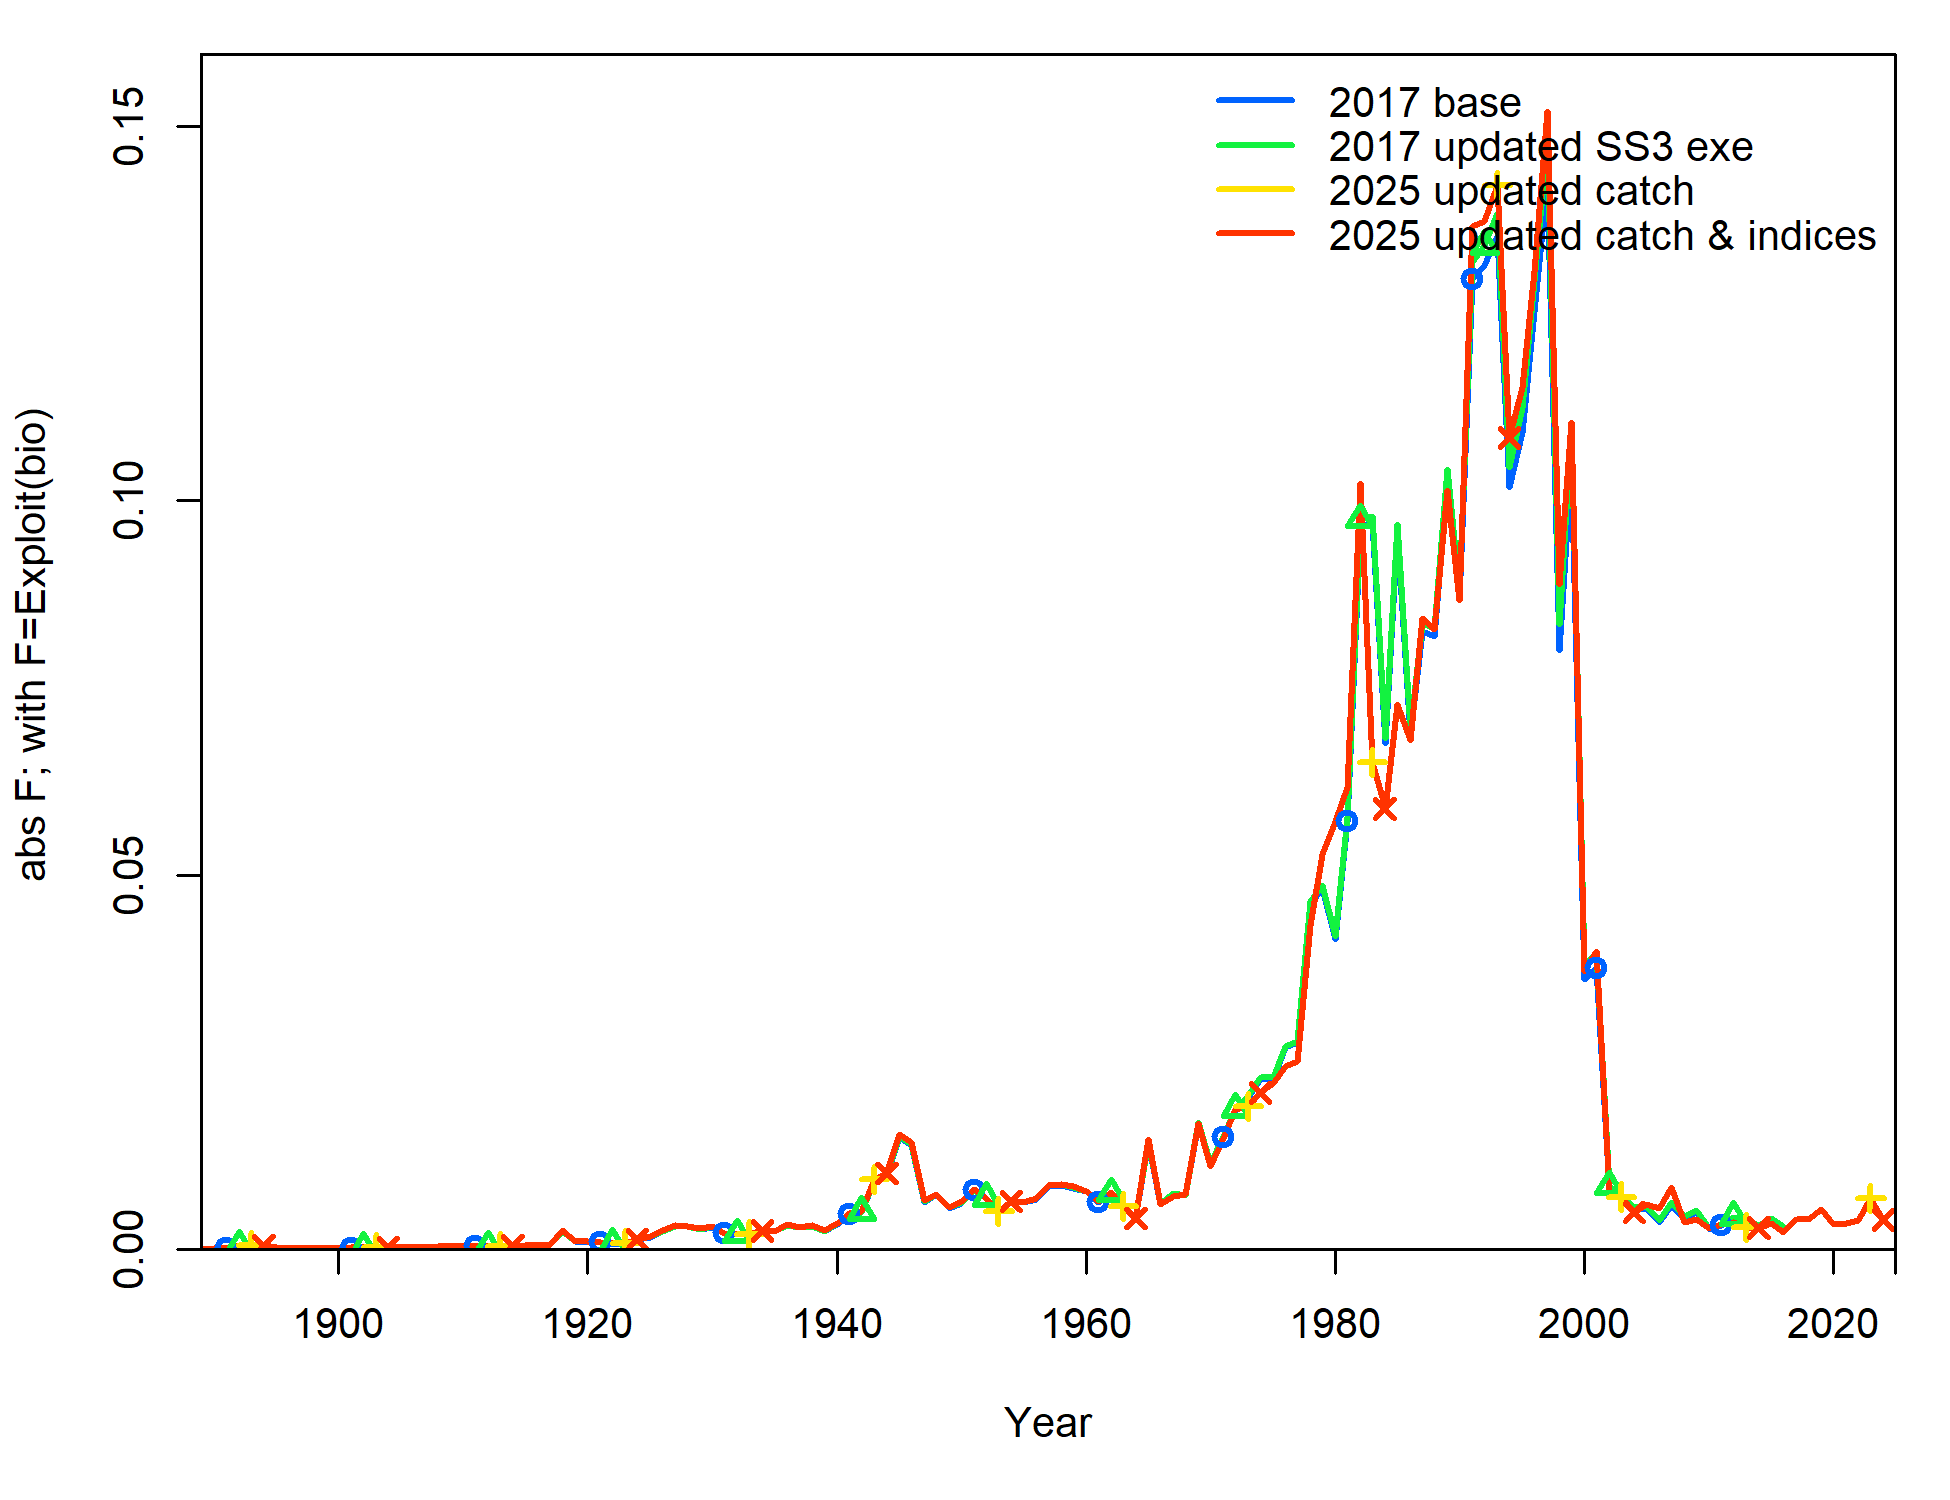 2017 base
2017 updated SS3 exe
2025 updated catch
2025 updated catch & indices
abs F; with F=Exploit(bio)
0.15
0.10
0.05
0.00
1900
1920
1940
1960
1980
2000
2020
Year